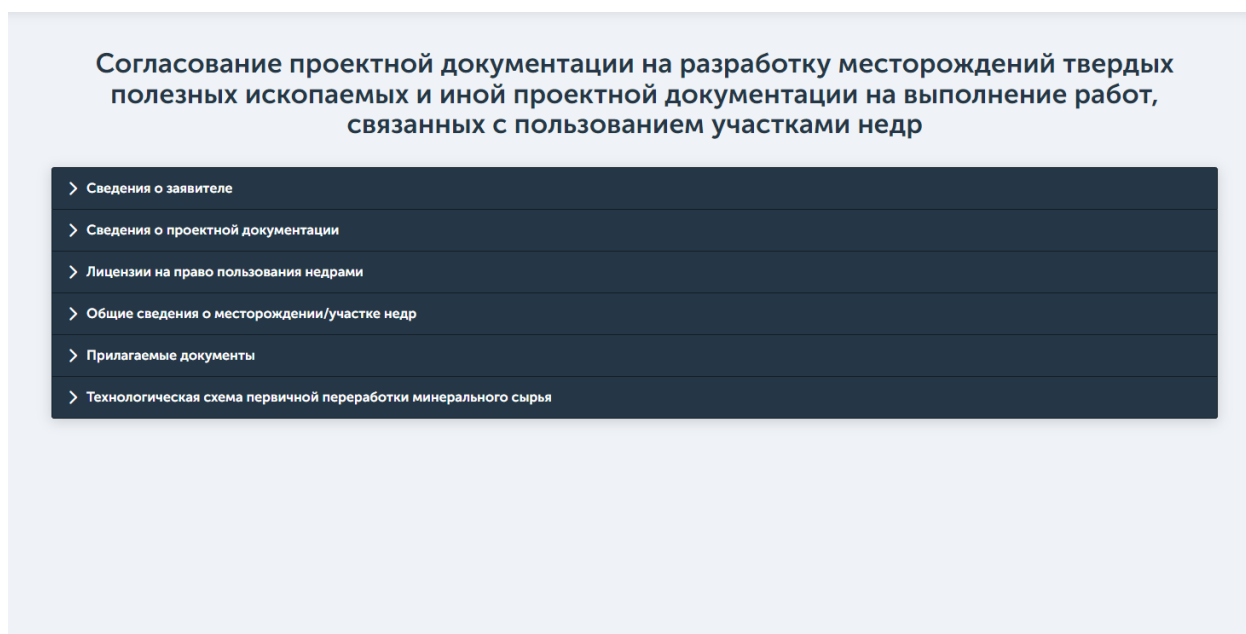 Согласование проектной документации на разработку месторождений твердых
полезных ископаемых и иной проектной документации на выполнение работ,
связанных с пользованием участками недр
Сведения о заявителе
Сведения о проектной документации
Лицензии на право пользования недрами
Общие сведения о месторождении/участке недр
Прилагаемые документы
Технологическая схема первичной переработки минерального сырья